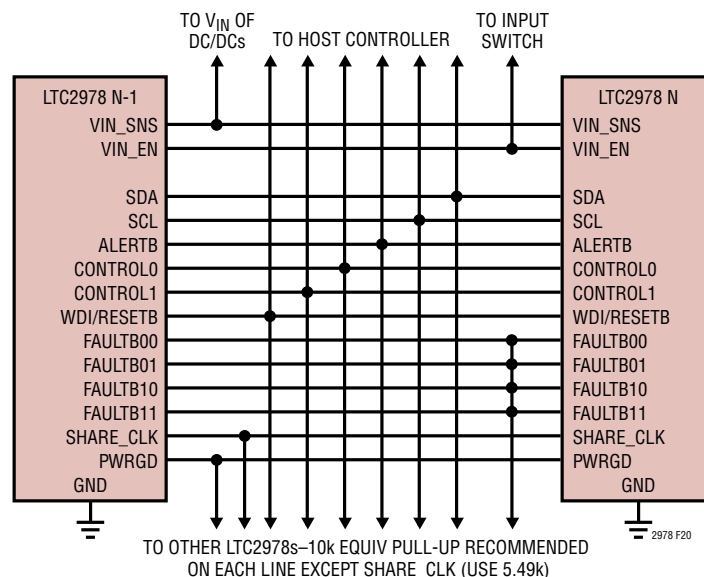 TO VIN OF
DC/DCs
TO HOST CONTROLLER
TO INPUT
SWITCH
LTC2978 N-1
VIN_SNS
VIN_EN
SDA
SCL
ALERTB
CONTROL0
CONTROL1
WDI/RESETB
FAULTB00
FAULTB01
FAULTB10
FAULTB11
SHARE_CLK
PWRGD
GND
LTC2978 N
VIN_SNS
VIN_EN
SDA
SCL
ALERTB
CONTROL0
CONTROL1
WDI/RESETB
FAULTB00
FAULTB01
FAULTB10
FAULTB11
SHARE_CLK
PWRGD
GND
2978 F20
TO OTHER LTC2978s–10k EQUIV PULL-UP RECOMMENDED
ON EACH LINE EXCEPT SHARE_CLK (USE 5.49k)